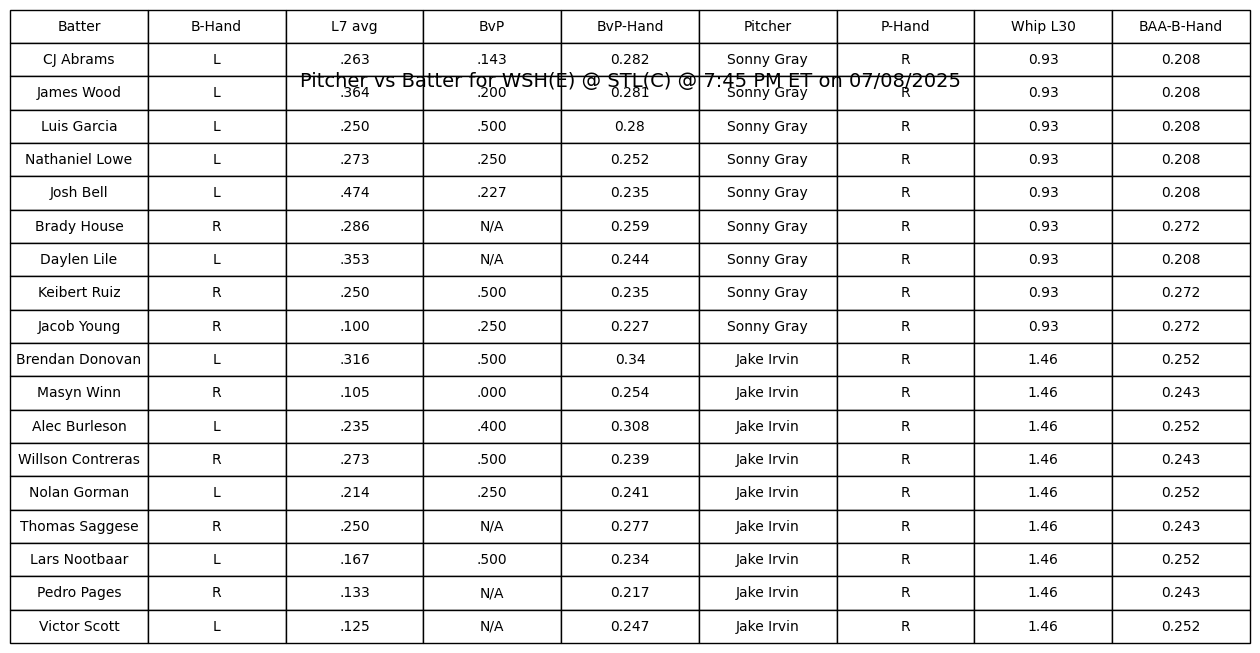 Batter B-Hand L7 avg BvP BvP-Hand Pitcher P-Hand Whip L30 BAA-B-Hand
CJ Abrams L .263 .143 0.282 Sonny Gray R 0.93 0.208
Pitcher vs Batter for WSH(E) @ STL(C) @ 7:45 PM ET on 07/08/2025
James Wood L .364 .200 0.281 Sonny Gray R 0.93 0.208
Luis Garcia L .250 .500 0.28 Sonny Gray R 0.93 0.208
Nathaniel Lowe L .273 .250 0.252 Sonny Gray R 0.93 0.208
Josh Bell L .474 .227 0.235 Sonny Gray R 0.93 0.208
Brady House R .286 N/A 0.259 Sonny Gray R 0.93 0.272
Daylen Lile L .353 N/A 0.244 Sonny Gray R 0.93 0.208
Keibert Ruiz R .250 .500 0.235 Sonny Gray R 0.93 0.272
Jacob Young R .100 .250 0.227 Sonny Gray R 0.93 0.272
Brendan Donovan L .316 .500 0.34 Jake Irvin R 1.46 0.252
Masyn Winn R .105 .000 0.254 Jake Irvin R 1.46 0.243
Alec Burleson L .235 .400 0.308 Jake Irvin R 1.46 0.252
Willson Contreras R .273 .500 0.239 Jake Irvin R 1.46 0.243
Nolan Gorman L .214 .250 0.241 Jake Irvin R 1.46 0.252
Thomas Saggese R .250 N/A 0.277 Jake Irvin R 1.46 0.243
Lars Nootbaar L .167 .500 0.234 Jake Irvin R 1.46 0.252
Pedro Pages R .133 N/A 0.217 Jake Irvin R 1.46 0.243
Victor Scott L .125 N/A 0.247 Jake Irvin R 1.46 0.252